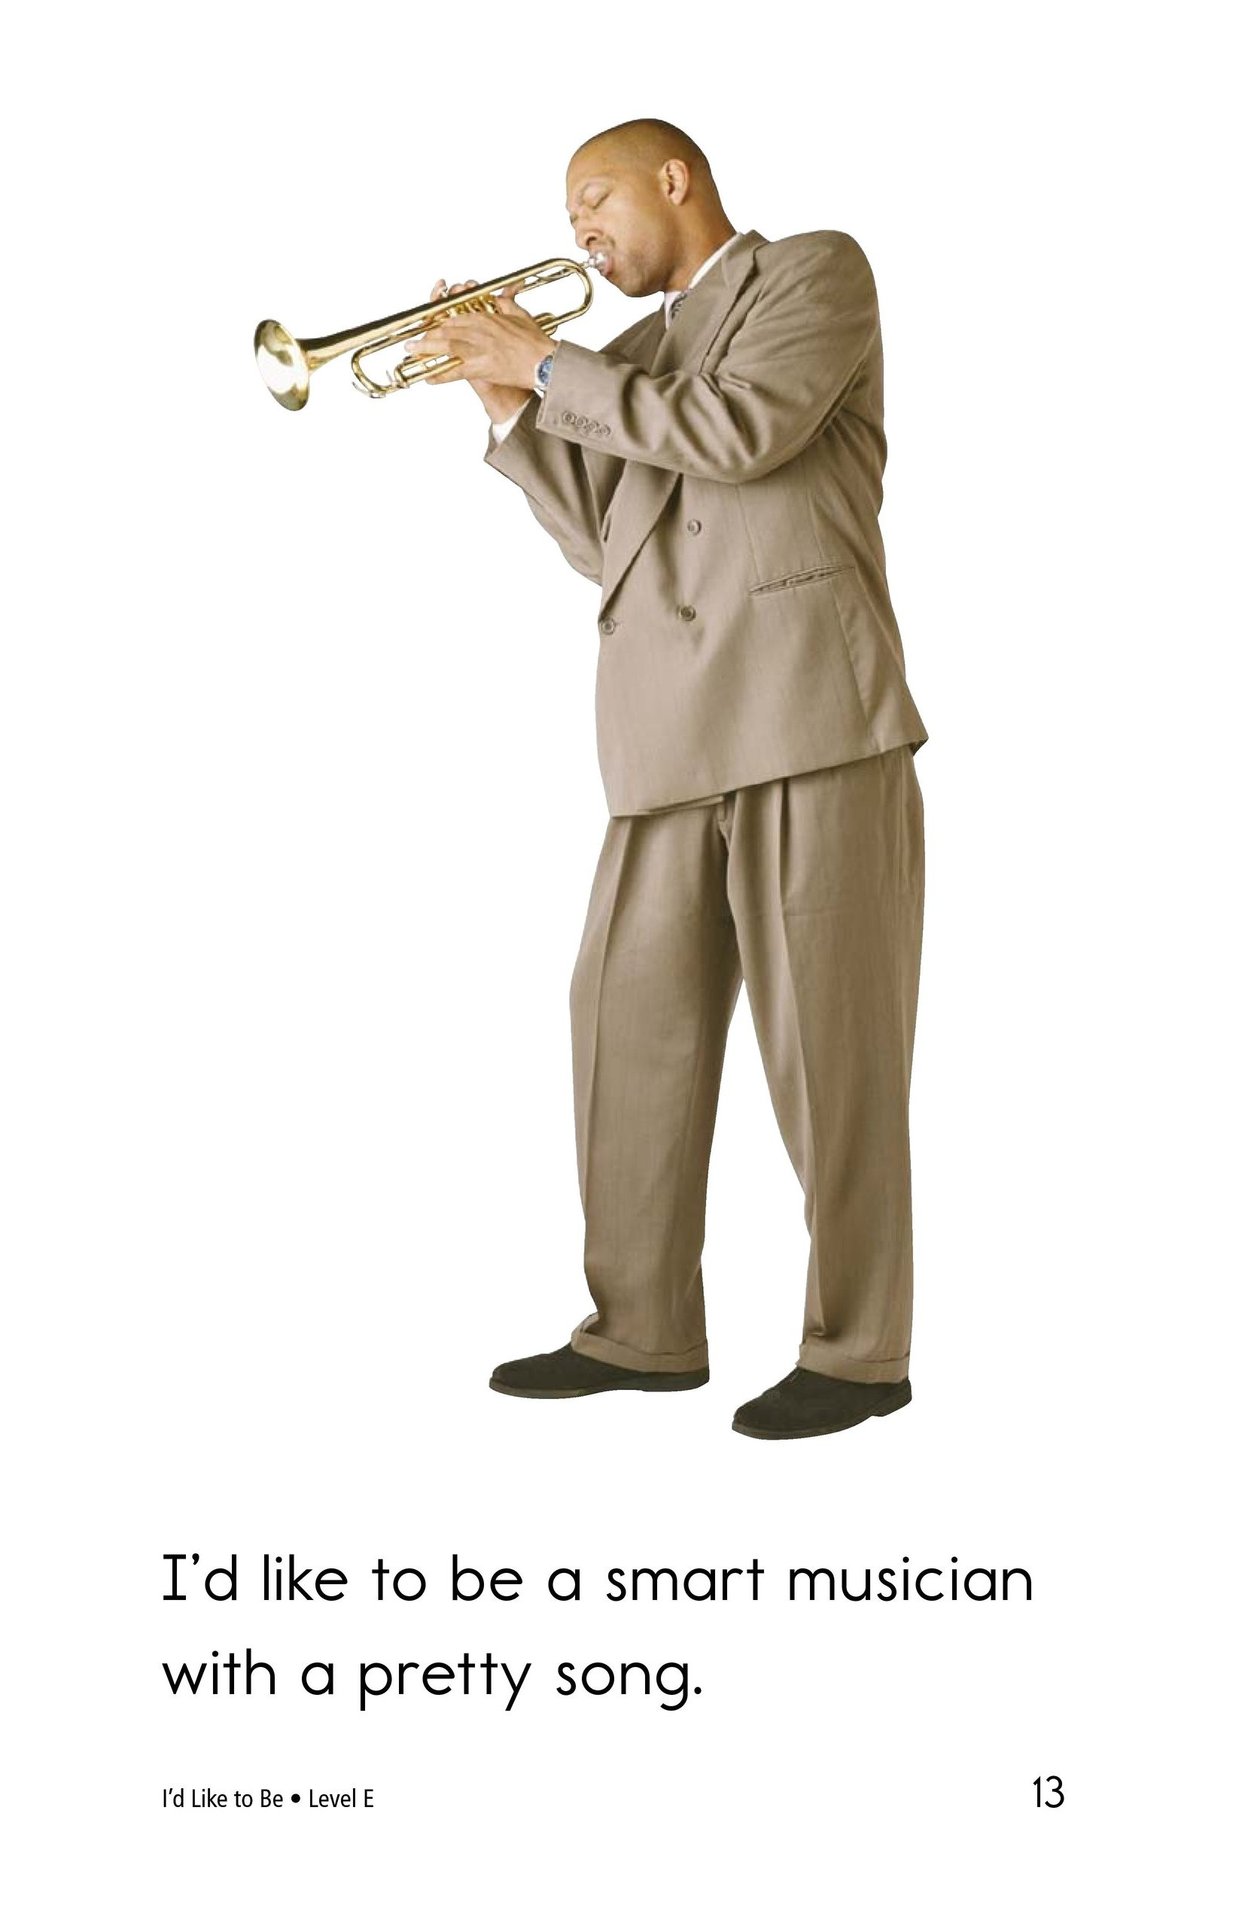 I’d like to be a smart musician
with a pretty song.
I’d Like to Be • Level E
13